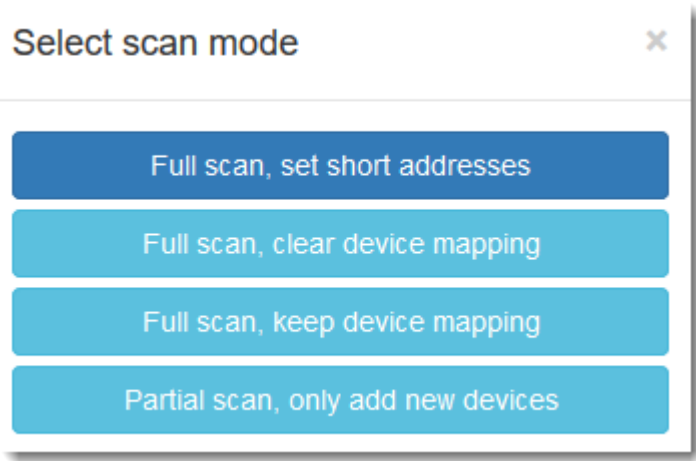 Select scan mode
Full scan, set short addresses
Full scan, clear device mapping
Full scan, keep device mapping
Partial scan, only add new devices